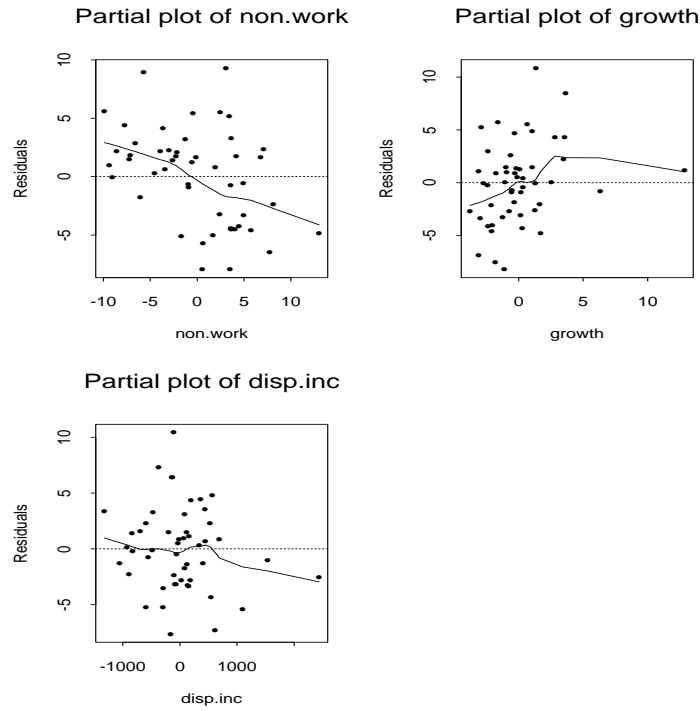 Partial plot of non.work
Residuals
10
5
0
-5
-10 -5 0 5 10
non.work
Partial plot of growth
Residuals
10
5
0
-5
0 5 10
growth
Partial plot of disp.inc
Residuals
10
5
0
-5
-1000 0 1000
disp.inc